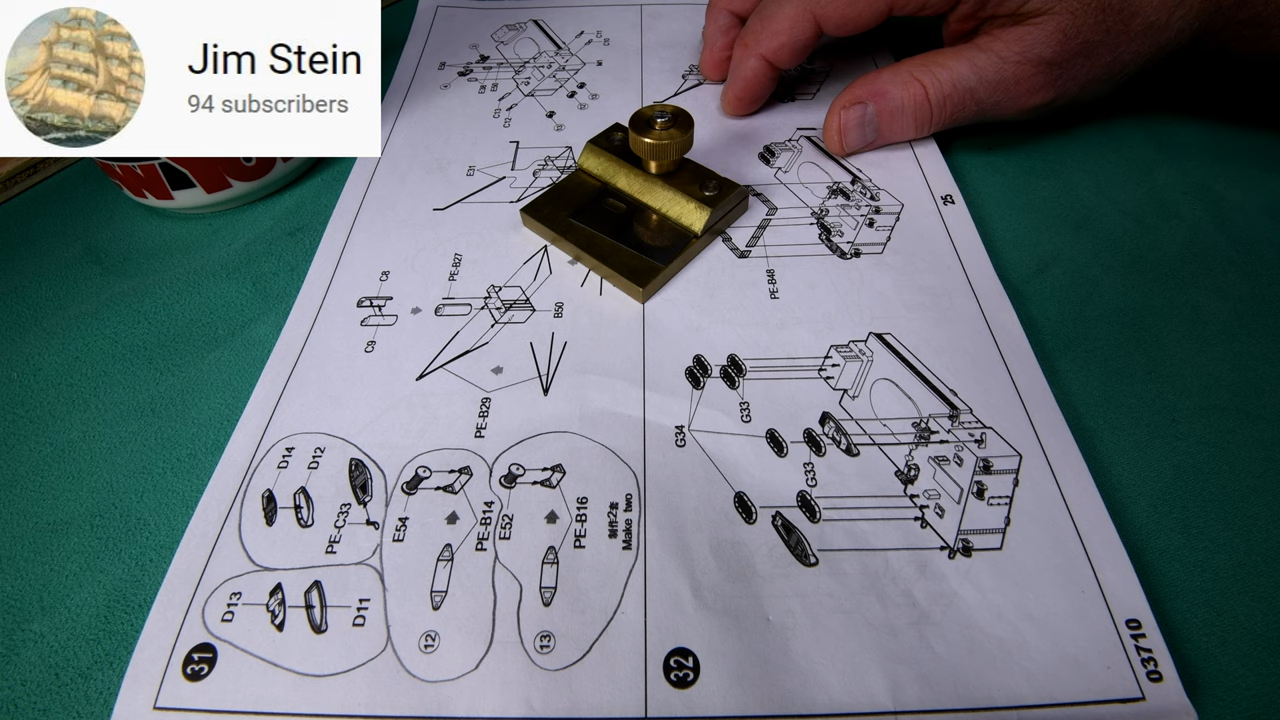 Jim Stein
94 subscribers
E31
C8
PE-B27
C9
B50
PE-B29
PE-B48
25
D14
D12
PE-C33
D13
D11
31
E54
PE-B14
12
E52
PE-B16
制作2套
Make two
13
G34
G33
G33
32
03710